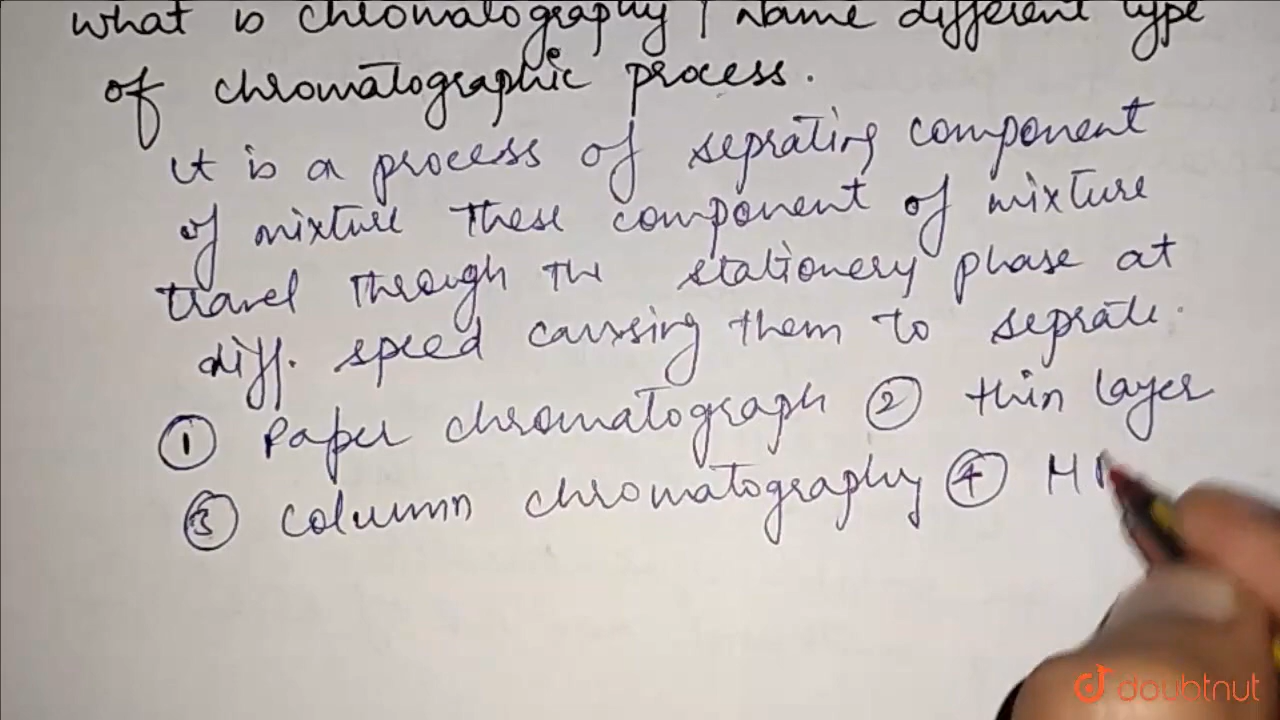 what is chromatography / Name different type
of chromatographic process.
it is a process of seprating component
of mixture These component of mixture
travel Through The stationery phase at
diff. speed caussing them to seprate.
① Paper chromatograph ② thin layer
③ column chromatography ④ H
doubtnut